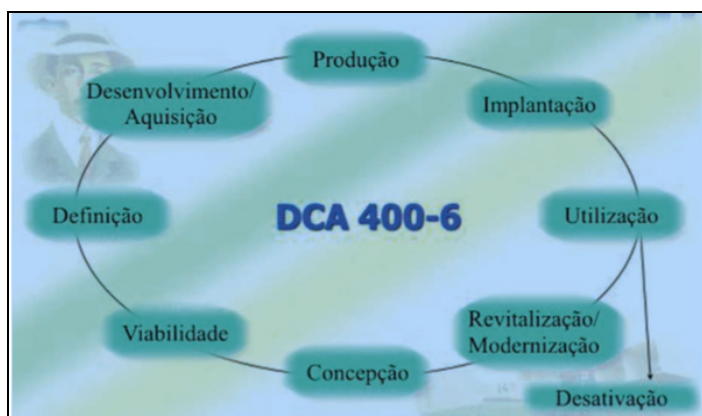 Produção
Desenvolvimento/
Aquisição
Implantação
Definição
DCA 400-6
Utilização
Viabilidade
Revitalização/
Modernização
Concepção
Desativação